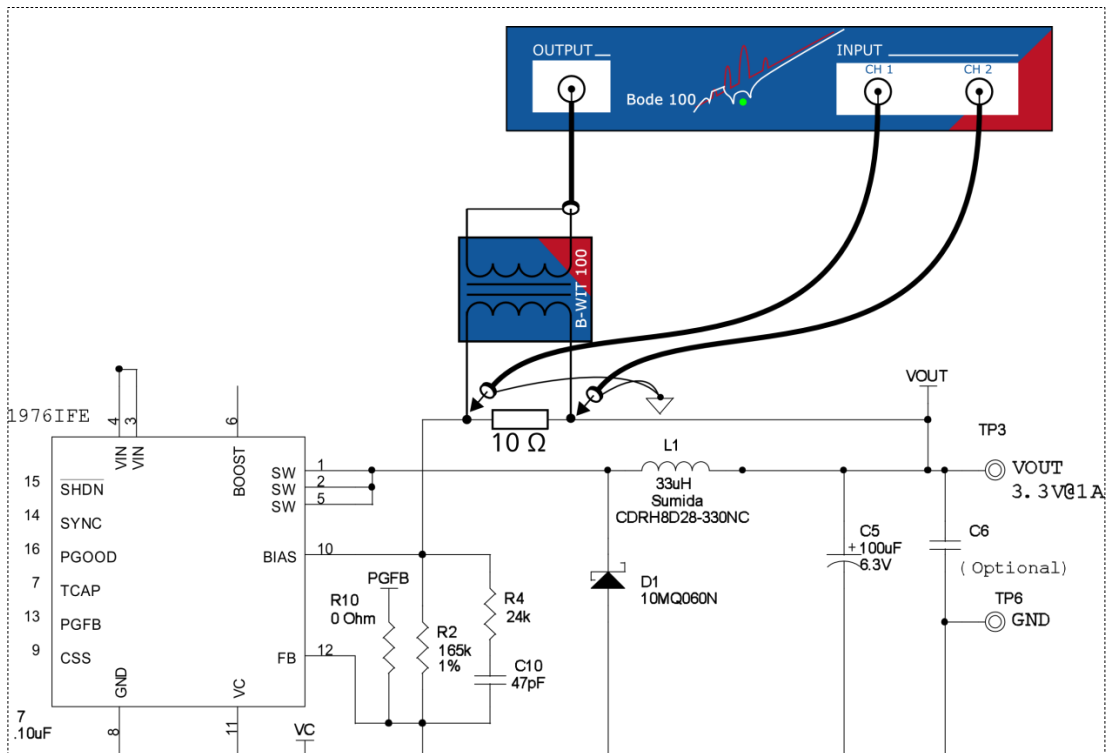 OUTPUT
INPUT
CH 1
CH 2
Bode 100
B-WIT 100
10 Ω
VOUT
TP3
VOUT
3.3V@1A
1976IFE
4
3
6
VIN
VIN
BOOST
SW
1
SW
2
SW
5
15
SHDN
14
SYNC
16
PGOOD
7
TCAP
13
PGFB
9
CSS
BIAS
10
FB
12
GND
VC
8
11
7
.10uF
VC
L1
33uH
Sumida
CDRH8D28-330NC
D1
10MQ060N
C5
+
100uF
6.3V
C6
(Optional)
TP6
GND
PGFB
R10
0 Ohm
R2
165k
1%
R4
24k
C10
47pF